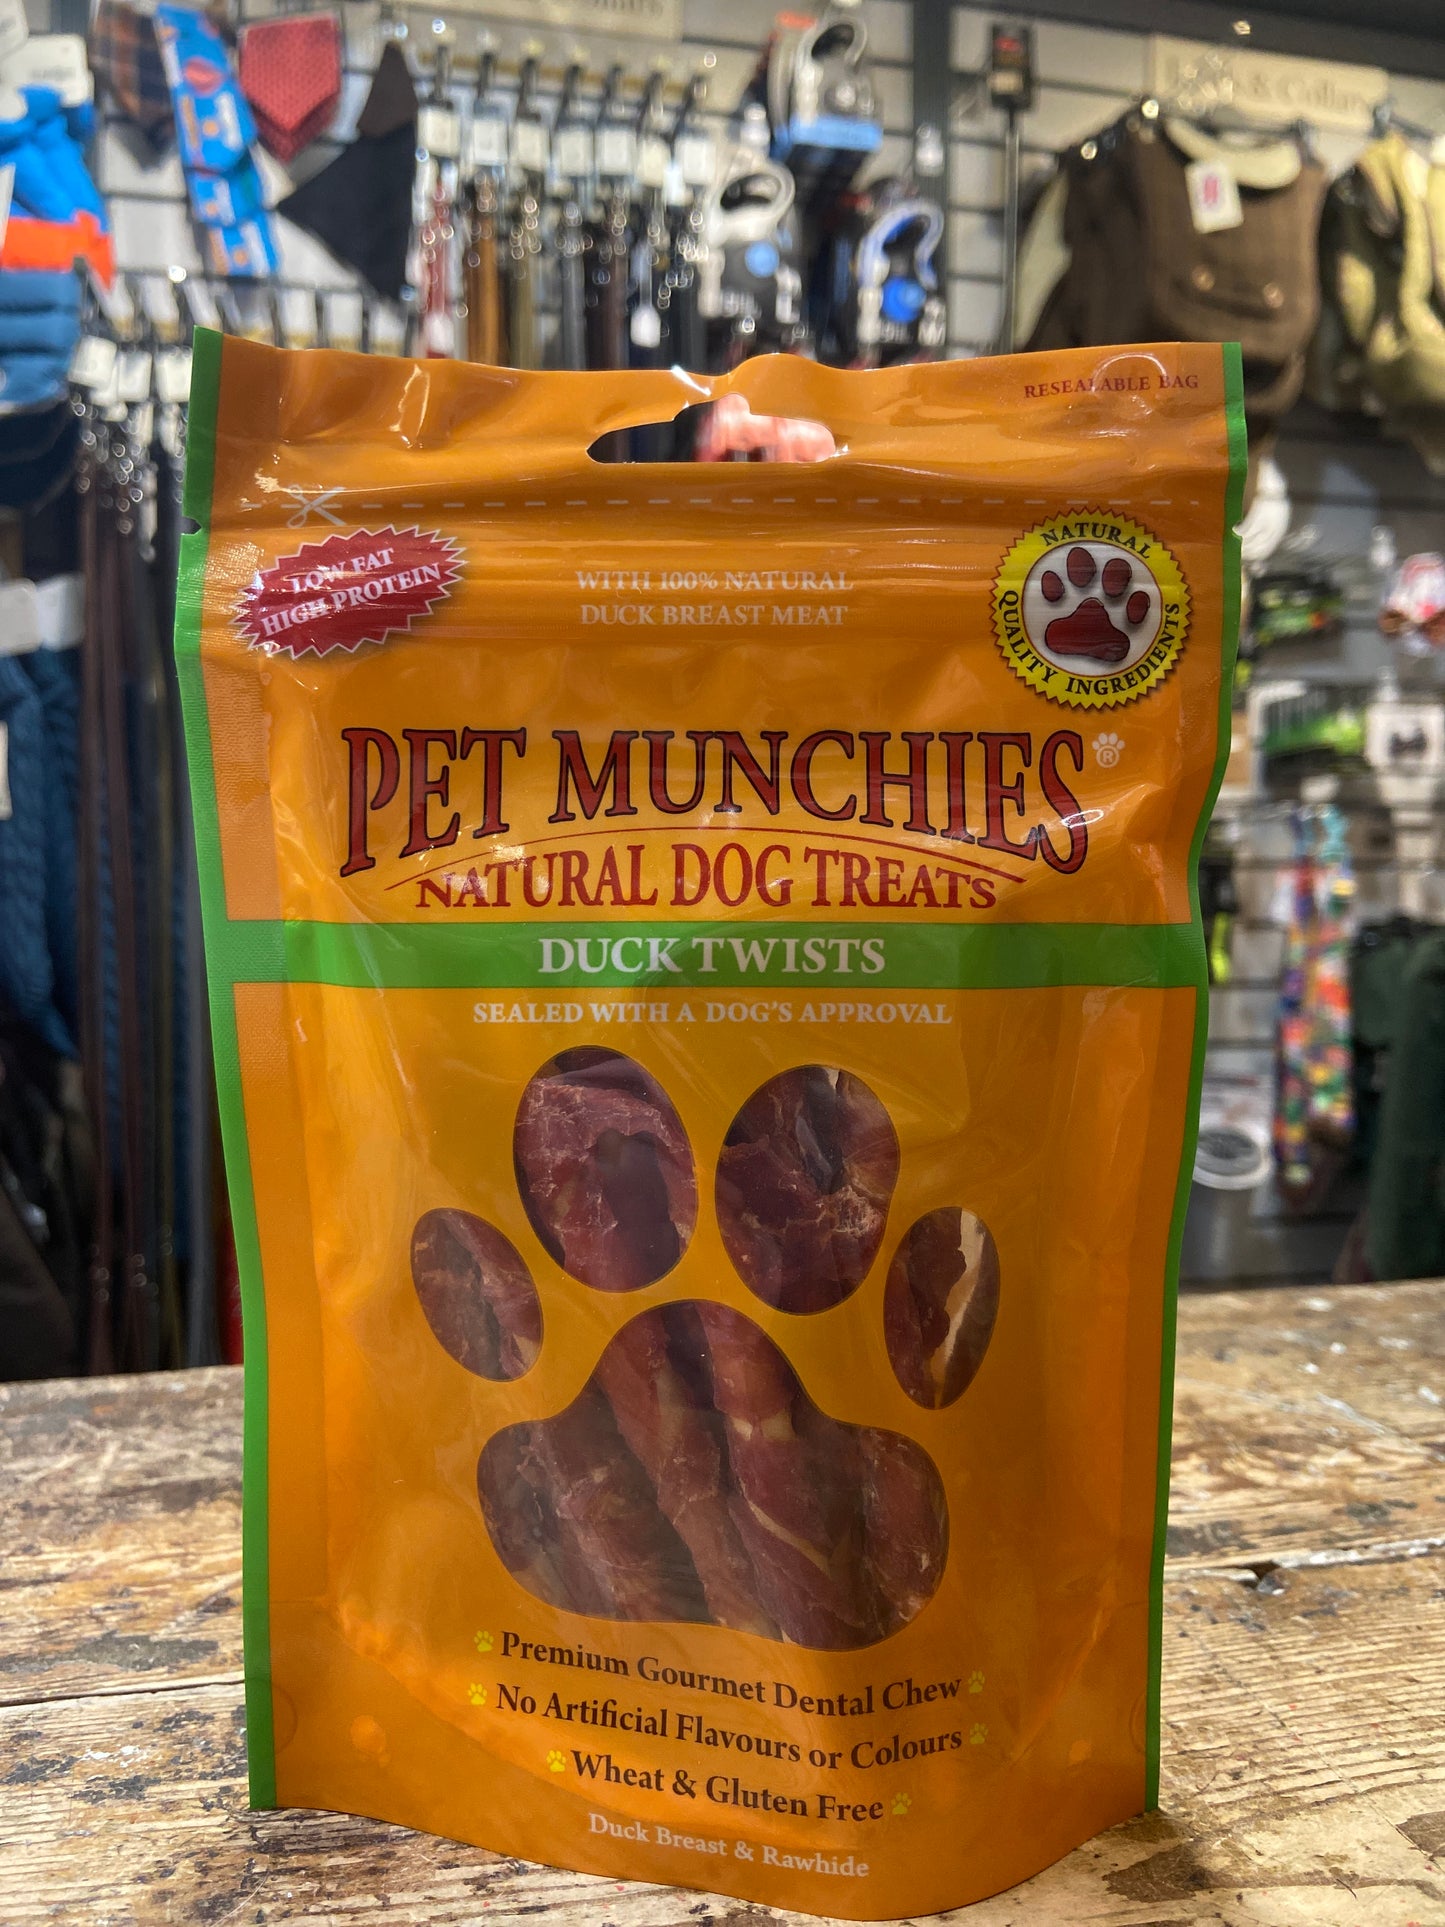 RESEALABLE BAG
LOW FAT
HIGH PROTEIN
WITH 100% NATURAL
DUCK BREAST MEAT
NATURAL
QUALITY INGREDIENTS
PET MUNCHIES®
NATURAL DOG TREATS
DUCK TWISTS
SEALED WITH A DOG'S APPROVAL
Premium Gourmet Dental Chew
No Artificial Flavours or Colours
Wheat & Gluten Free
Duck Breast & Rawhide